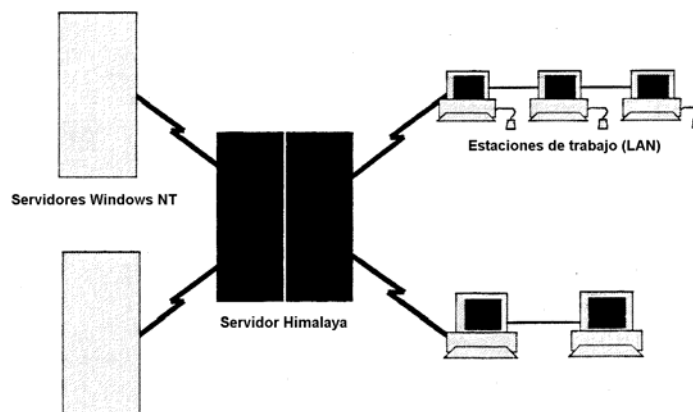 Estaciones de trabajo (LAN)
Servidores Windows NT
Servidor Himalaya